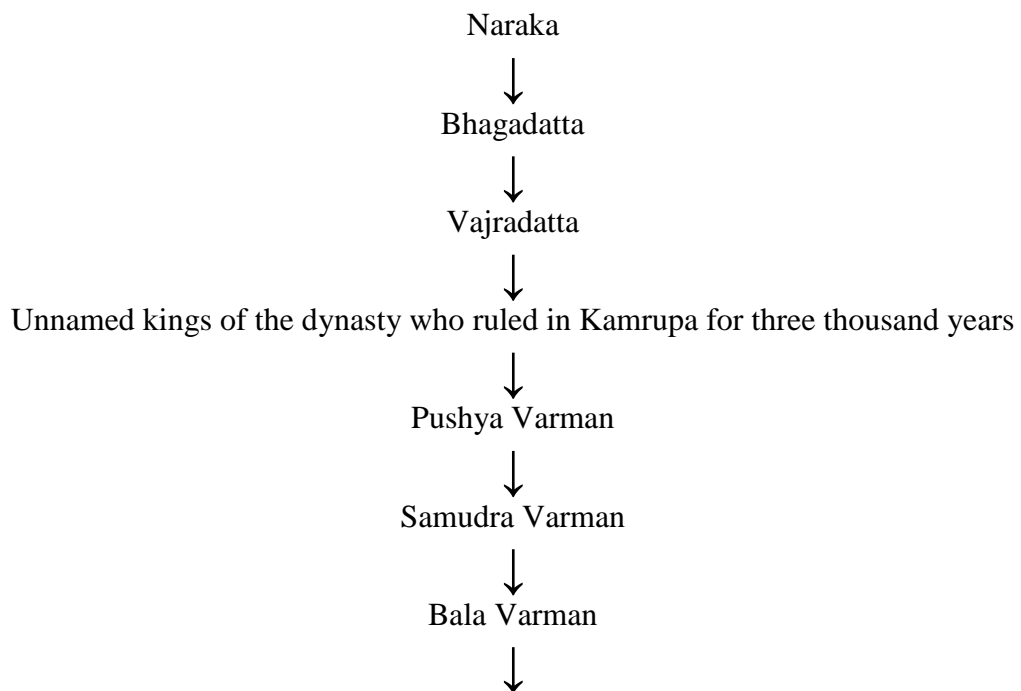 Naraka
Bhagadatta
Vajradatta
Unnamed kings of the dynasty who ruled in Kamrupa for three thousand years
Pushya Varman
Samudra Varman
Bala Varman